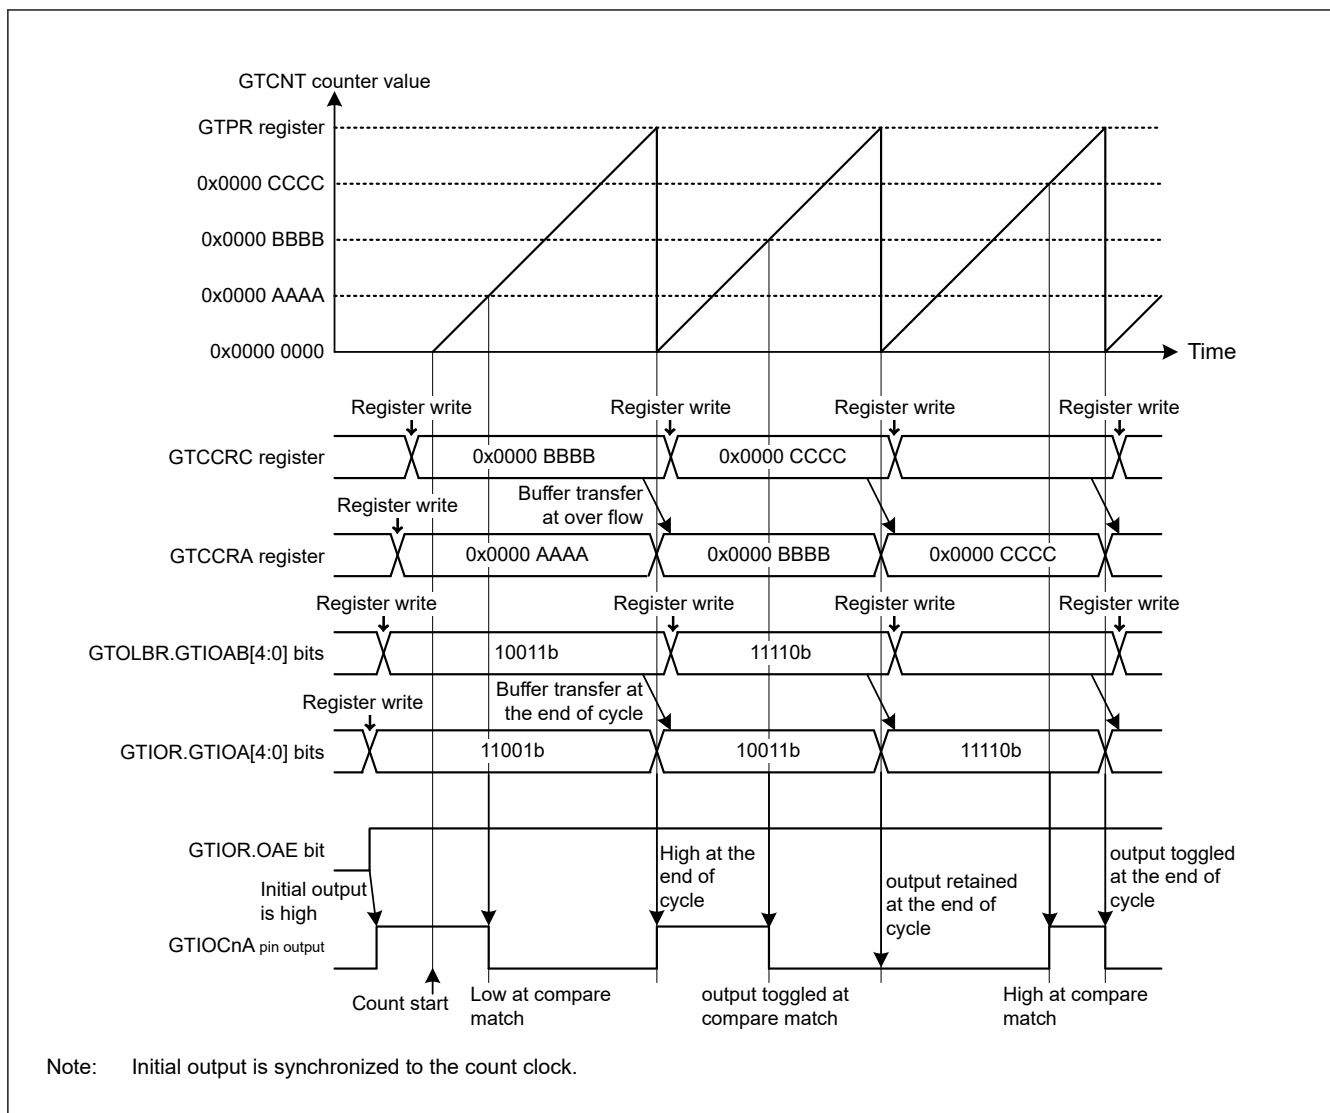 GTCNT counter value
GTPR register
0x0000 CCCC
0x0000 BBBB
0x0000 AAAA
0x0000 0000
Time
Register write
Register write
Register write
Register write
GTCCRC register
0x0000 BBBB
0x0000 CCCC
Buffer transfer
at over flow
Register write
GTCCRA register
0x0000 AAAA
0x0000 BBBB
0x0000 CCCC
Register write
Register write
Register write
Register write
GTOLBR.GTIOAB[4:0] bits
10011b
11110b
Buffer transfer at
the end of cycle
Register write
GTIOR.GTIOA[4:0] bits
11001b
10011b
11110b
GTIOR.OAE bit
Initial output
is high
High at the
end of
cycle
output retained
at the end of
cycle
output toggled
at the end of
cycle
GTIOCnA pin output
Count start
Low at compare
match
output toggled at
compare match
High at compare
match
Note: Initial output is synchronized to the count clock.